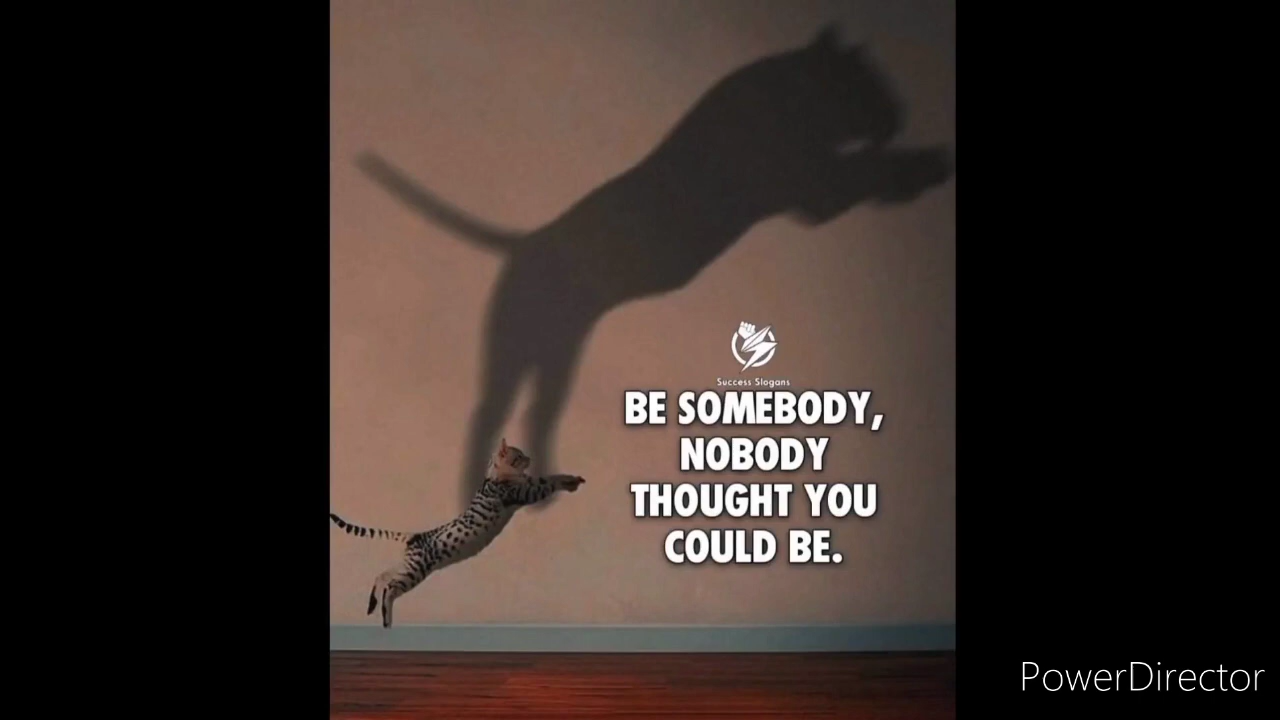 Success Slogans
BE SOMEBODY,
NOBODY
THOUGHT YOU
COULD BE.
PowerDirector